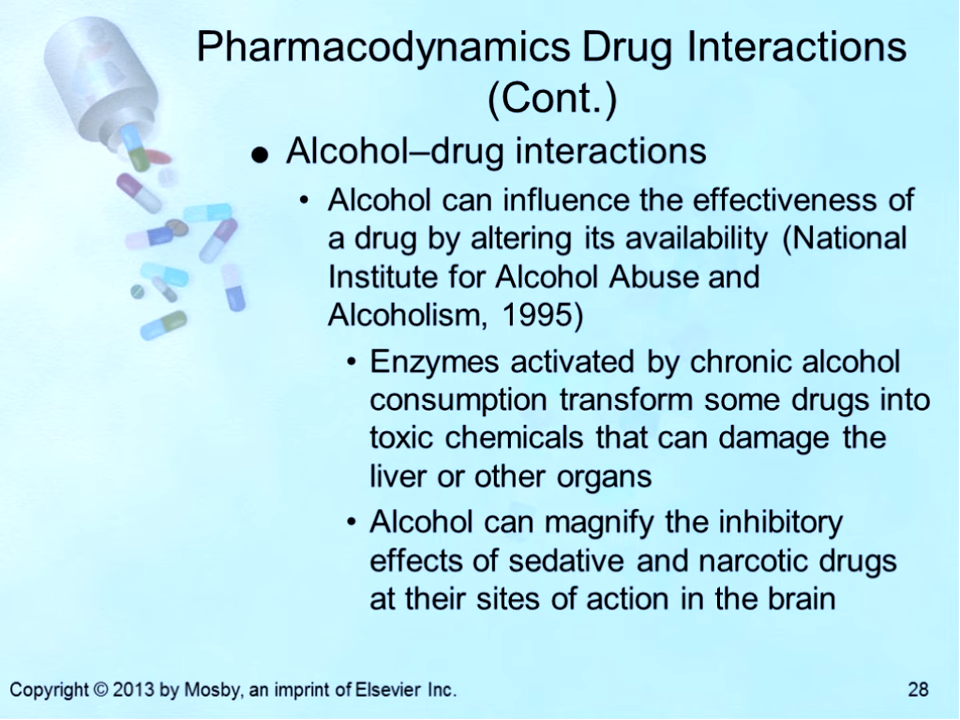 Pharmacodynamics Drug Interactions
(Cont.)
● Alcohol–drug interactions
• Alcohol can influence the effectiveness of
a drug by altering its availability (National
Institute for Alcohol Abuse and
Alcoholism, 1995)
• Enzymes activated by chronic alcohol
consumption transform some drugs into
toxic chemicals that can damage the
liver or other organs
• Alcohol can magnify the inhibitory
effects of sedative and narcotic drugs
at their sites of action in the brain
Copyright © 2013 by Mosby, an imprint of Elsevier Inc.
28